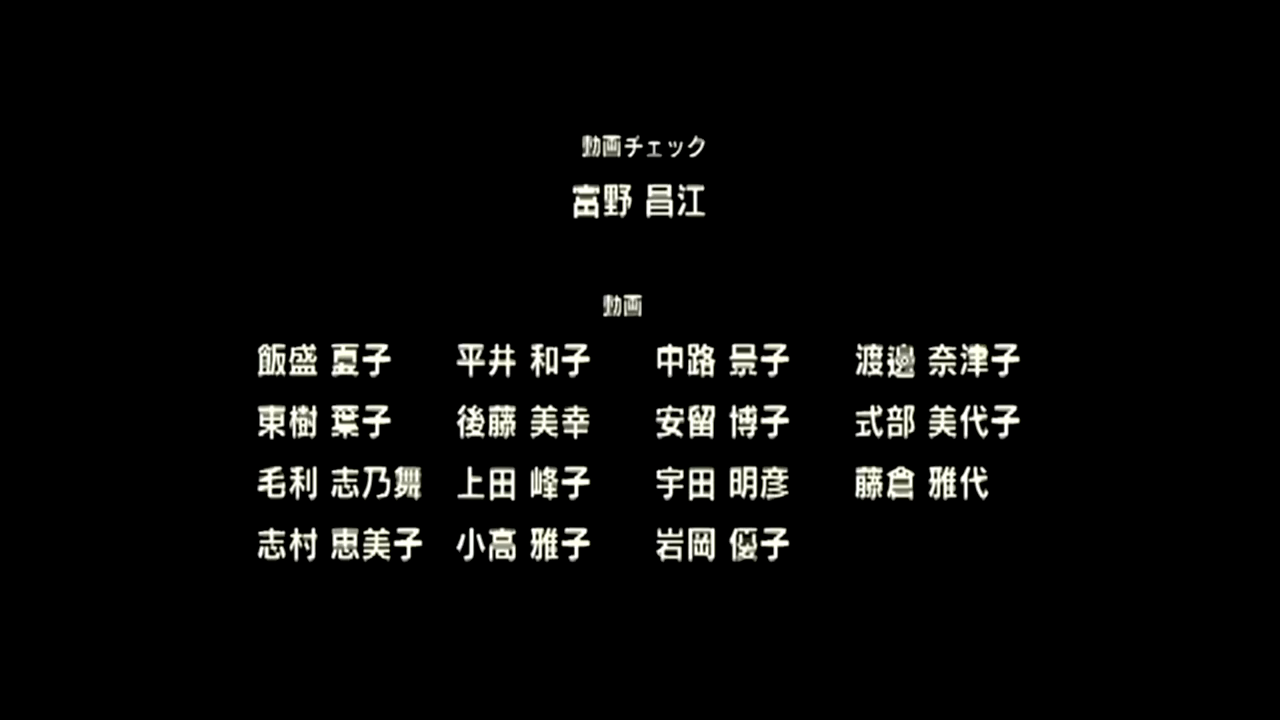 動画チェック
富野 昌江
動画
飯盛 夏子 平井 和子 中路 景子 渡邊 奈津子
東樹 葉子 後藤 美幸 安留 博子 式部 美代子
毛利 志乃舞 上田 峰子 宇田 明彦 藤倉 雅代
志村 恵美子 小高 雅子 岩岡 優子